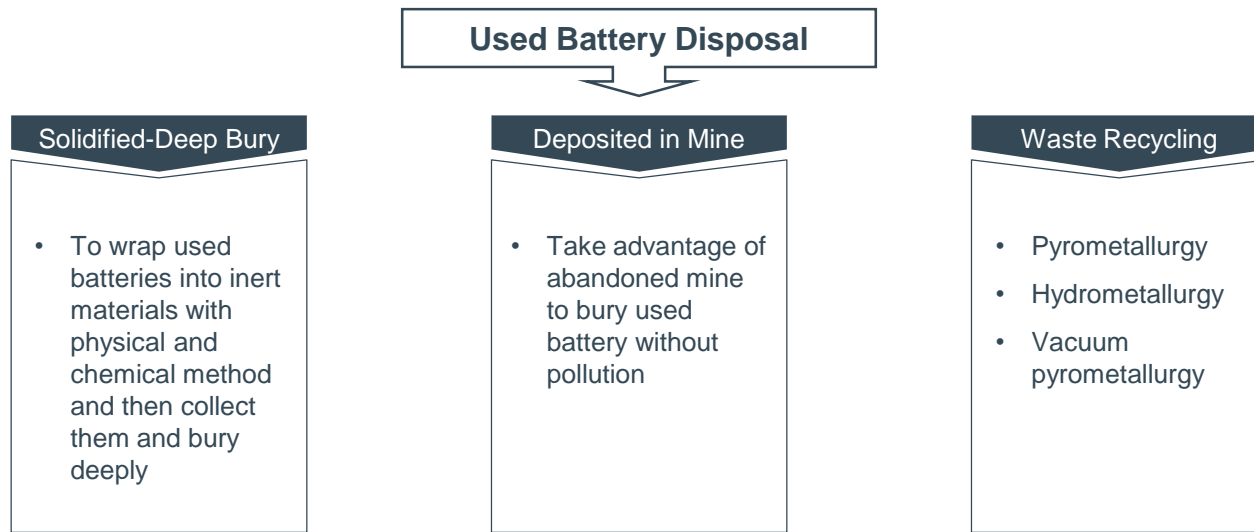 Used Battery Disposal
Solidified-Deep Bury
• To wrap used
batteries into inert
materials with
physical and
chemical method
and then collect
them and bury
deeply
Deposited in Mine
• Take advantage of
abandoned mine
to bury used
battery without
pollution
Waste Recycling
• Pyrometallurgy
• Hydrometallurgy
• Vacuum
pyrometallurgy